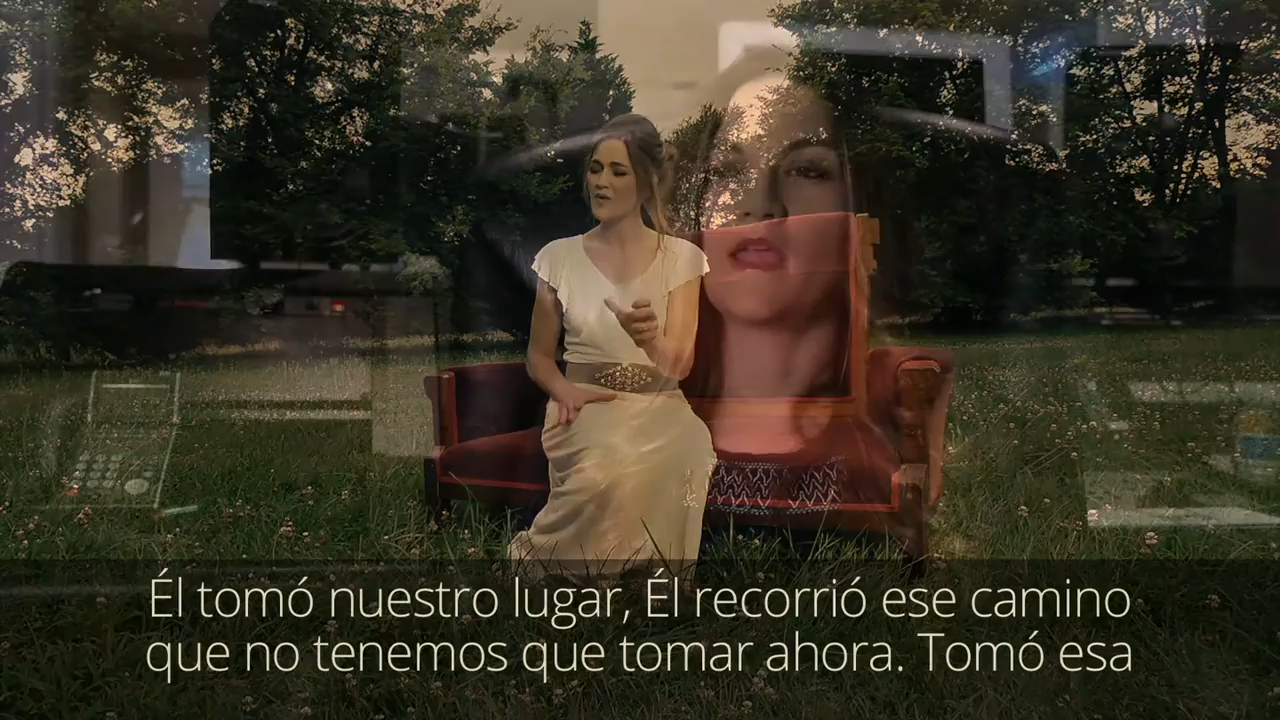 Él tomó nuestro lugar, Él recorrió ese camino
que no tenemos que tomar ahora. Tomó esa